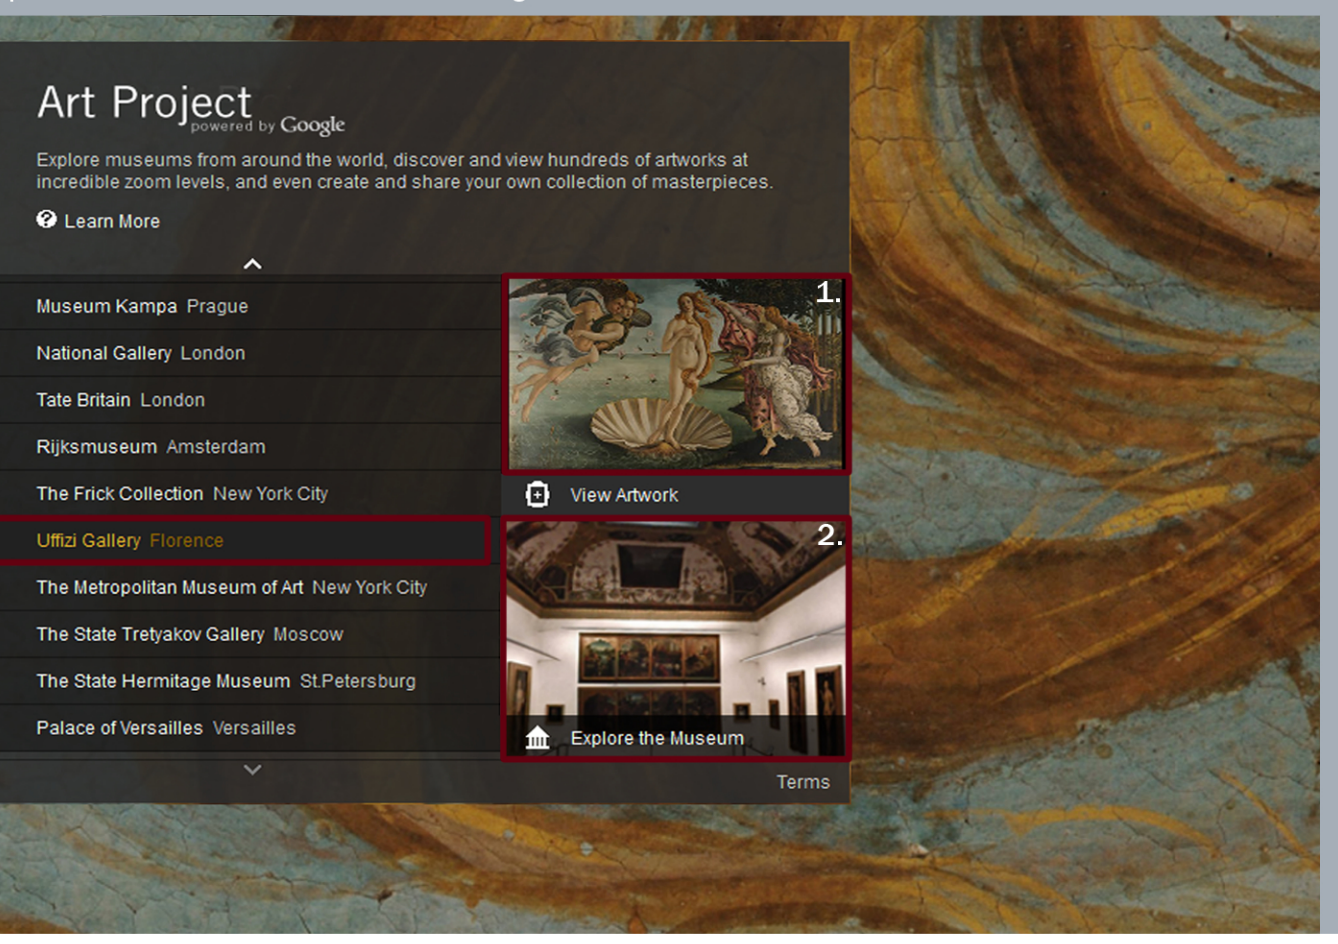 Art Project
powered by Google
Explore museums from around the world, discover and view hundreds of artworks at
incredible zoom levels, and even create and share your own collection of masterpieces.
? Learn More
Museum Kampa Prague
National Gallery London
Tate Britain London
Rijksmuseum Amsterdam
The Frick Collection New York City
Uffizi Gallery Florence
The Metropolitan Museum of Art New York City
The State Tretyakov Gallery Moscow
The State Hermitage Museum St.Petersburg
Palace of Versailles Versailles
1.
View Artwork
2.
Explore the Museum
Terms